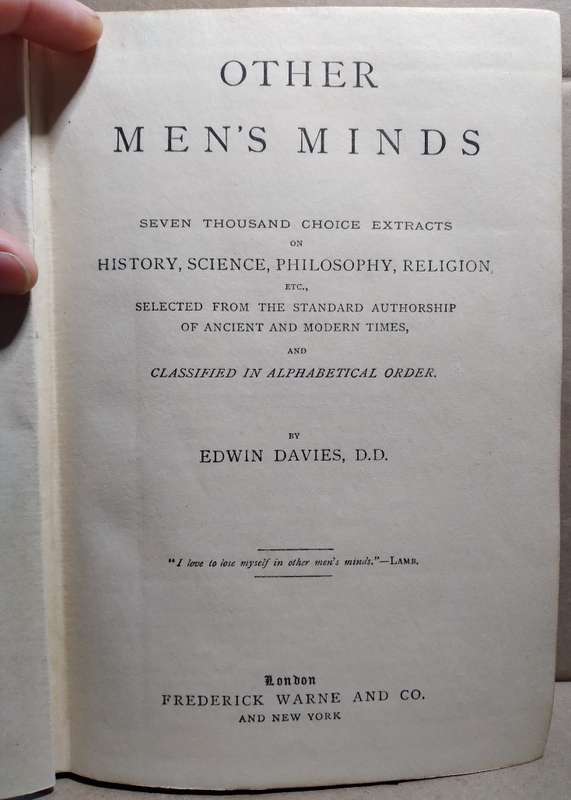 OTHER
MEN'S MINDS
SEVEN THOUSAND CHOICE EXTRACTS
ON
HISTORY, SCIENCE, PHILOSOPHY, RELIGION,
ETC.,
SELECTED FROM THE STANDARD AUTHORSHIP
OF ANCIENT AND MODERN TIMES,
AND
CLASSIFIED IN ALPHABETICAL ORDER.
BY
EDWIN DAVIES, D.D.
"I love to lose myself in other men's minds."—LAMB.
London
FREDERICK WARNE AND CO.
AND NEW YORK